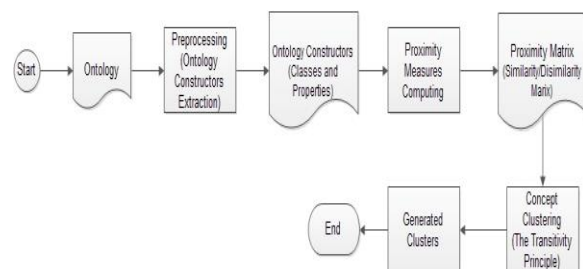 Start
Ontology
Preprocessing
(Ontology
Constructors
Extraction)
Ontology Constructors
(Classes and
Properties)
Proximity
Measures
Computing
Proximity Matrix
(Similarity/Disimilarity
Marix)
Concept
Clustering
(The Transitivity
Principle)
Generated
Clusters
End